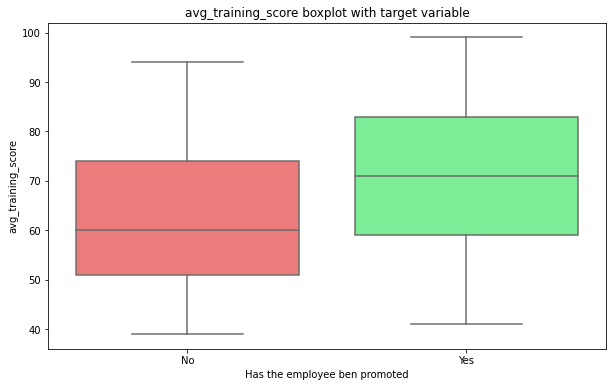 avg_training_score boxplot with target variable
100
90
80
70
60
50
40
avg_training_score
No
Yes
Has the employee ben promoted